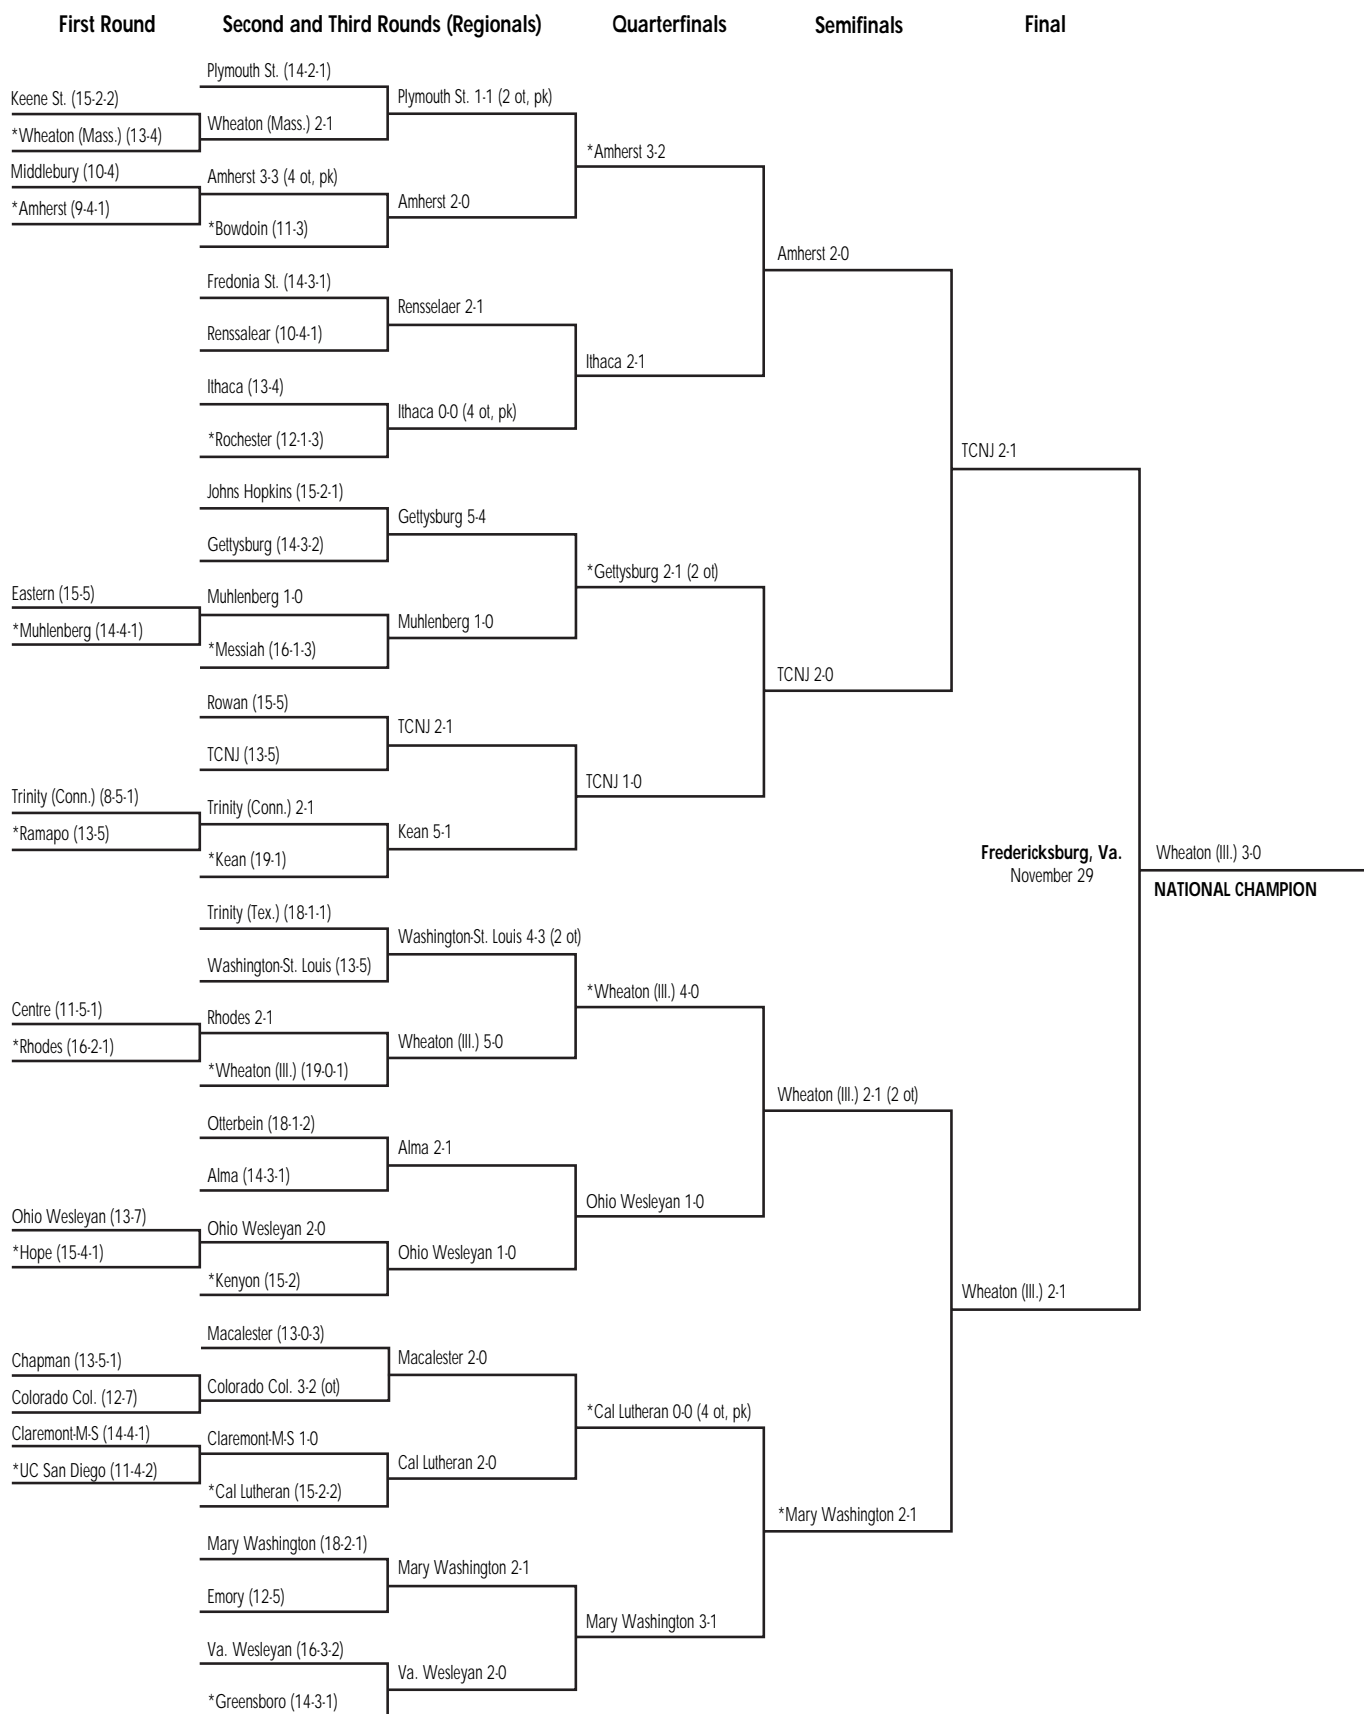 First Round
Second and Third Rounds (Regionals)
Quarterfinals
Semifinals
Final
Keene St. (15-2-2)
*Wheaton (Mass.) (13-4)
Middlebury (10-4)
*Amherst (9-4-1)
Eastern (15-5)
*Muhlenberg (14-4-1)
Trinity (Conn.) (8-5-1)
*Ramapo (13-5)
Centre (11-5-1)
*Rhodes (16-2-1)
Ohio Wesleyan (13-7)
*Hope (15-4-1)
Chapman (13-5-1)
Colorado Col. (12-7)
Claremont-M-S (14-4-1)
*UC San Diego (11-4-2)
Plymouth St. (14-2-1)
Wheaton (Mass.) 2-1
Amherst 3-3 (4 ot, pk)
*Bowdoin (11-3)
Fredonia St. (14-3-1)
Renssalear (10-4-1)
Ithaca (13-4)
*Rochester (12-1-3)
Johns Hopkins (15-2-1)
Gettysburg (14-3-2)
Muhlenberg 1-0
*Messiah (16-1-3)
Rowan (15-5)
TCNJ (13-5)
Trinity (Conn.) 2-1
*Kean (19-1)
Trinity (Tex.) (18-1-1)
Washington-St. Louis (13-5)
Rhodes 2-1
*Wheaton (Ill.) (19-0-1)
Otterbein (18-1-2)
Alma (14-3-1)
Ohio Wesleyan 2-0
*Kenyon (15-2)
Macalester (13-0-3)
Colorado Col. 3-2 (ot)
Claremont-M-S 1-0
*Cal Lutheran (15-2-2)
Mary Washington (18-2-1)
Emory (12-5)
Va. Wesleyan (16-3-2)
*Greensboro (14-3-1)
Plymouth St. 1-1 (2 ot, pk)
Amherst 2-0
Rensselaer 2-1
Ithaca 0-0 (4 ot, pk)
Gettysburg 5-4
Muhlenberg 1-0
TCNJ 2-1
Kean 5-1
Washington-St. Louis 4-3 (2 ot)
Wheaton (Ill.) 5-0
Alma 2-1
Ohio Wesleyan 1-0
Macalester 2-0
Cal Lutheran 2-0
Mary Washington 2-1
Va. Wesleyan 2-0
*Amherst 3-2
Ithaca 2-1
*Gettysburg 2-1 (2 ot)
TCNJ 1-0
*Wheaton (Ill.) 4-0
Ohio Wesleyan 1-0
*Cal Lutheran 0-0 (4 ot, pk)
Mary Washington 3-1
Amherst 2-0
TCNJ 2-0
Wheaton (Ill.) 2-1 (2 ot)
*Mary Washington 2-1
TCNJ 2-1
Wheaton (Ill.) 2-1
Fredericksburg, Va.
November 29
Wheaton (Ill.) 3-0
NATIONAL CHAMPION